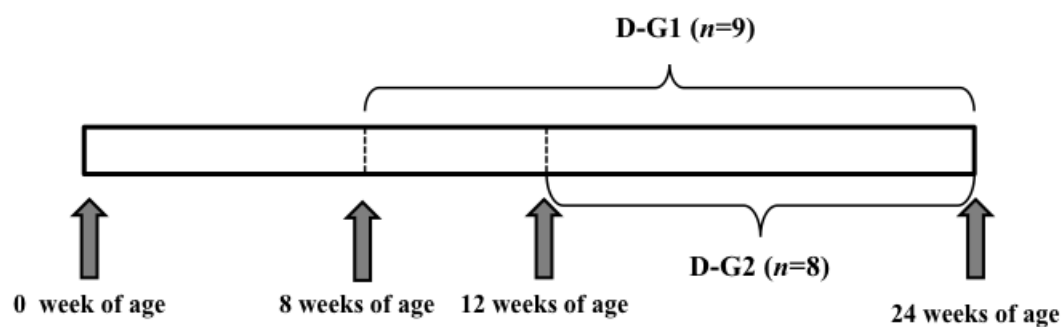 D-G1 (n=9)
D-G2 (n=8)
0 week of age
8 weeks of age
12 weeks of age
24 weeks of age